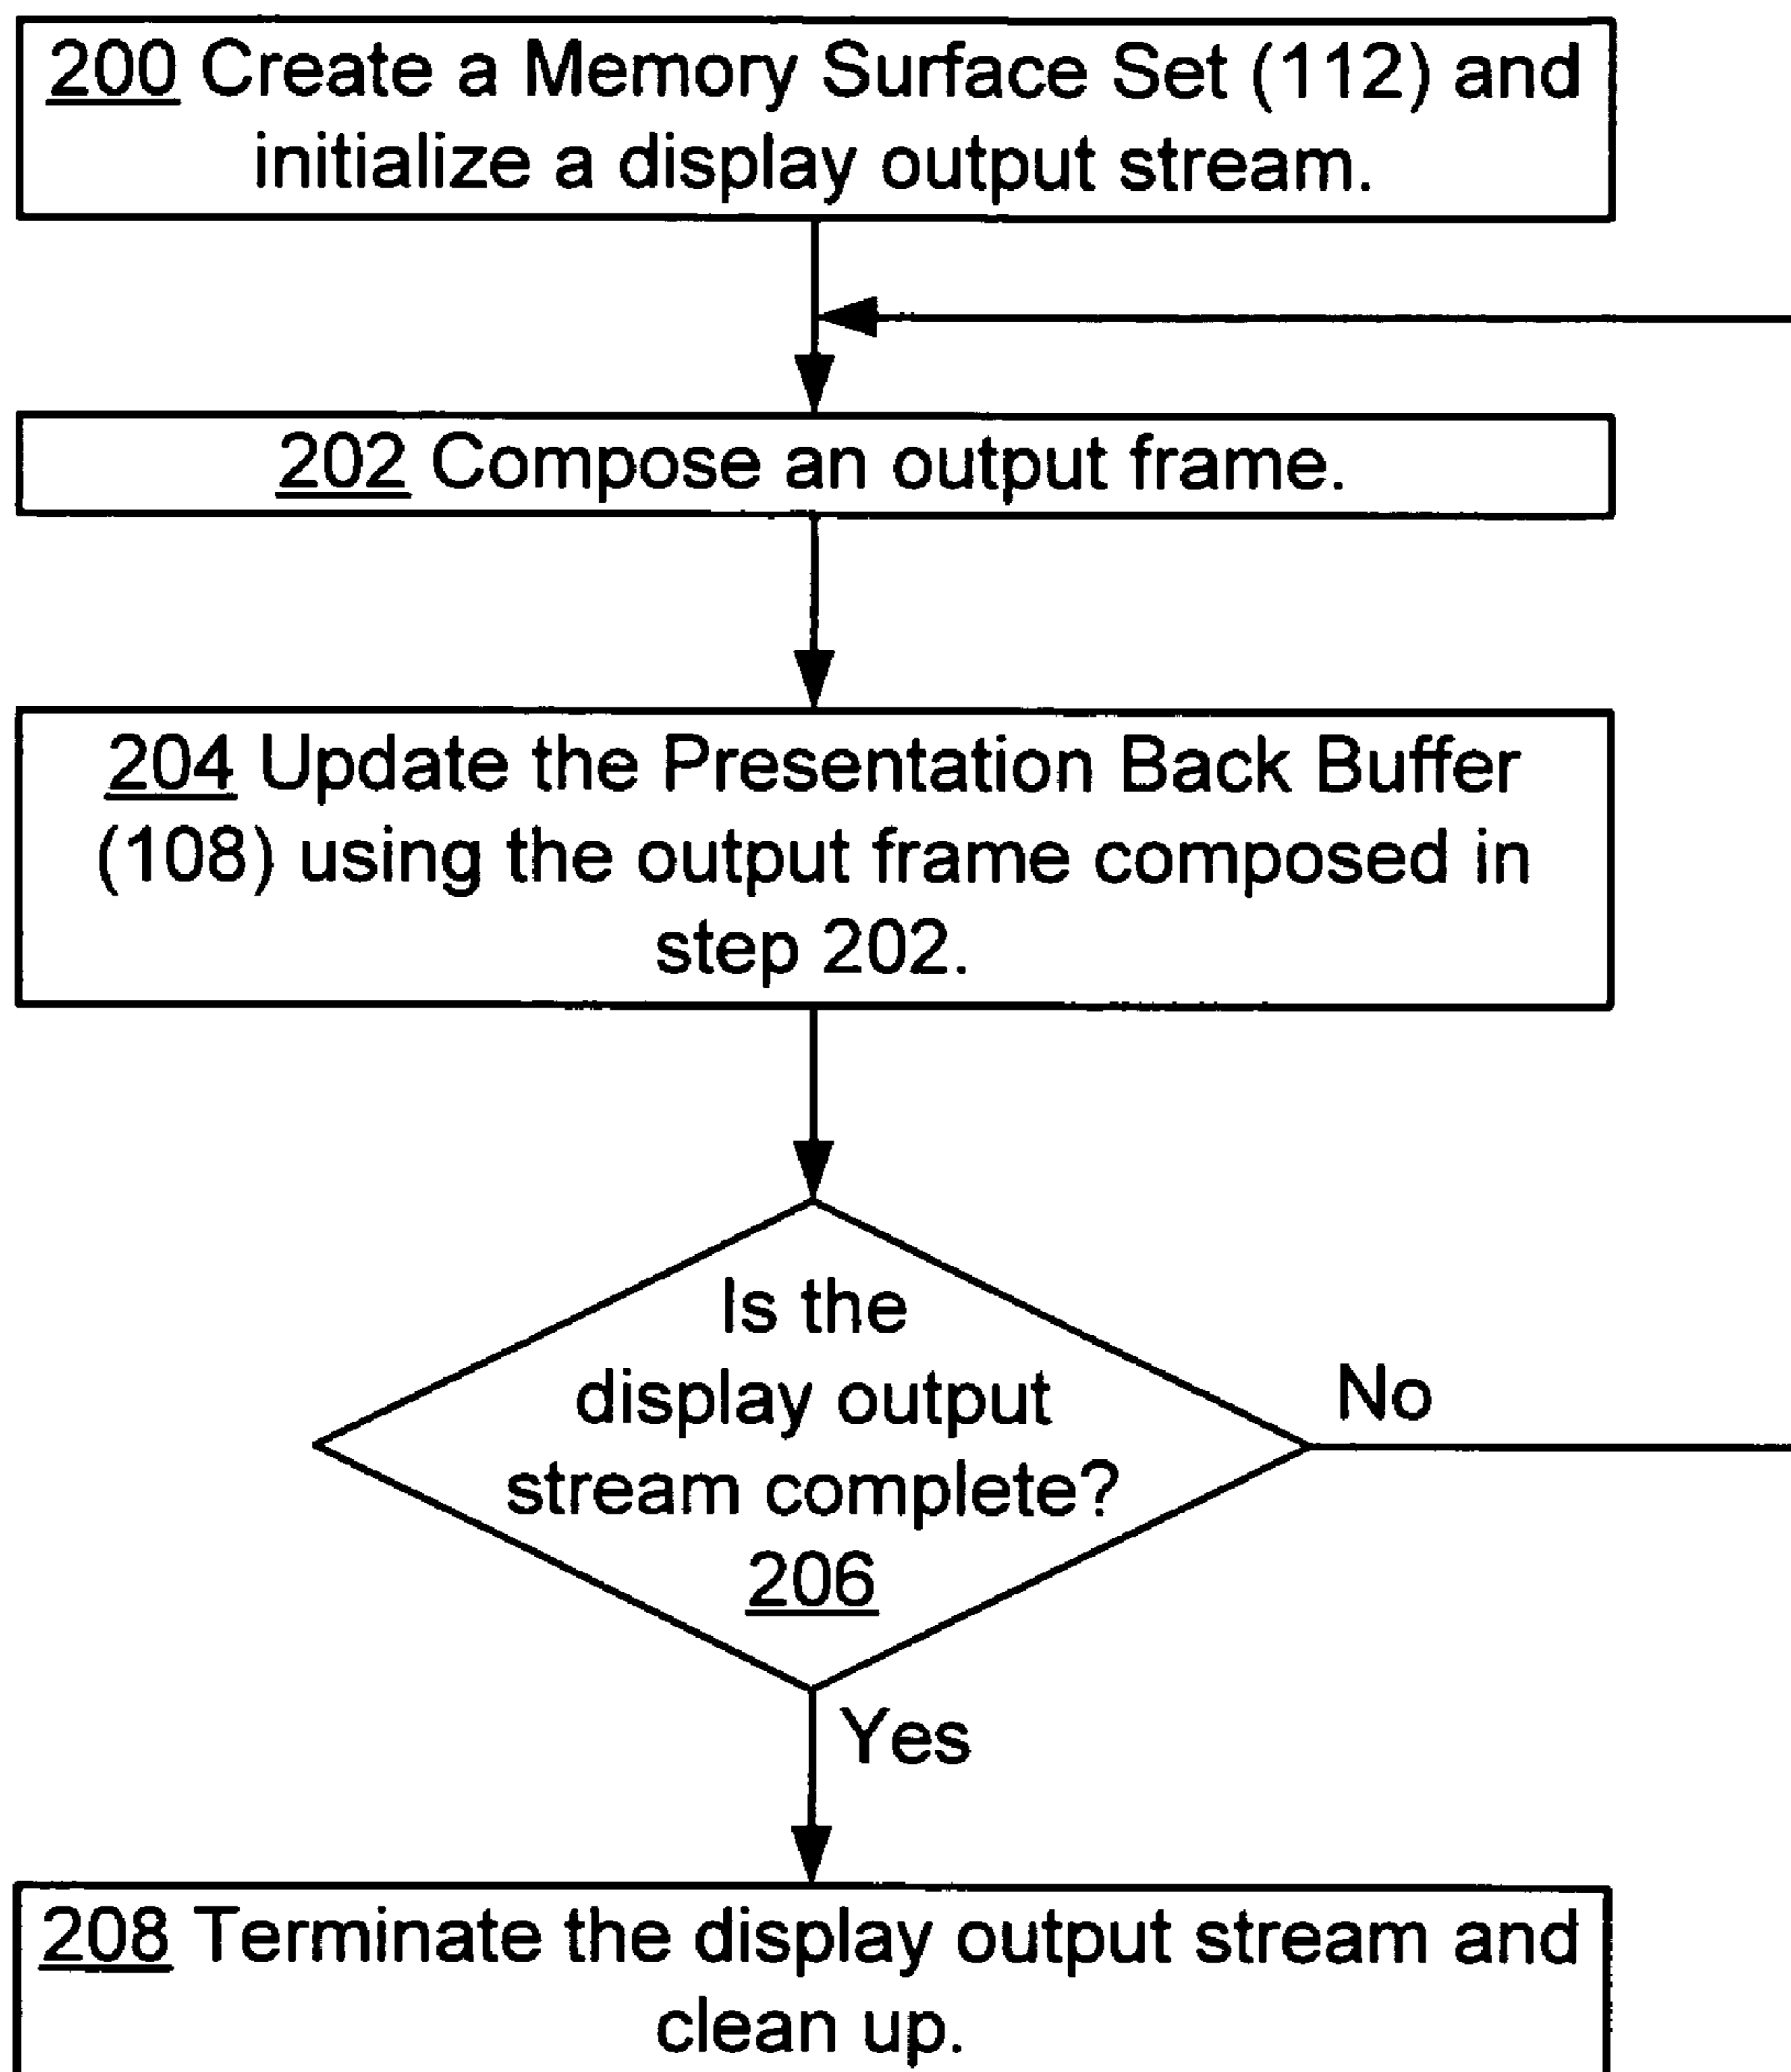 200 Create a Memory Surface Set (112) and
initialize a display output stream.
202 Compose an output frame.
204 Update the Presentation Back Buffer
(108) using the output frame composed in
step 202.
Is the
display output
stream complete?
206
No
Yes
208 Terminate the display output stream and
clean up.